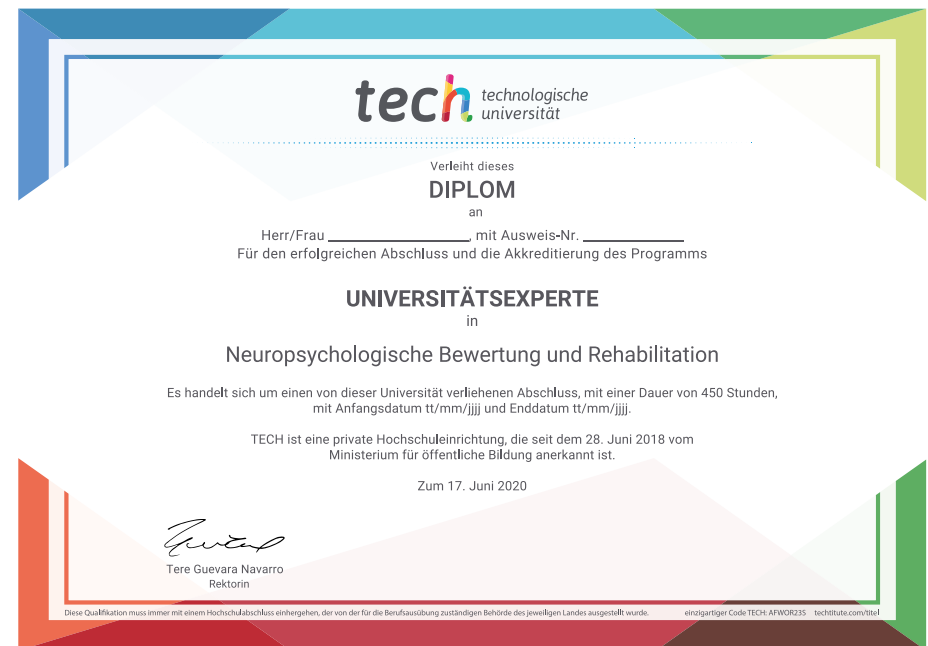 tech technologische
universität
Verleiht dieses
DIPLOM
an
Herr/Frau ____________________, mit Ausweis-Nr. ______________
Für den erfolgreichen Abschluss und die Akkreditierung des Programms
UNIVERSITÄTSEXPERTE
in
Neuropsychologische Bewertung und Rehabilitation
Es handelt sich um einen von dieser Universität verliehenen Abschluss, mit einer Dauer von 450 Stunden,
mit Anfangsdatum tt/mm/jjjj und Enddatum tt/mm/jjjj.
TECH ist eine private Hochschuleinrichtung, die seit dem 28. Juni 2018 vom
Ministerium für öffentliche Bildung anerkannt ist.
Zum 17. Juni 2020
Tere Guevara Navarro
Rektorin
Diese Qualifikation muss immer mit einem Hochschulabschluss einhergehen, der von der für die Berufsausübung zuständigen Behörde des jeweiligen Landes ausgestellt wurde. einzigartiger Code TECH: AFWOR23S techtitute.com/titel